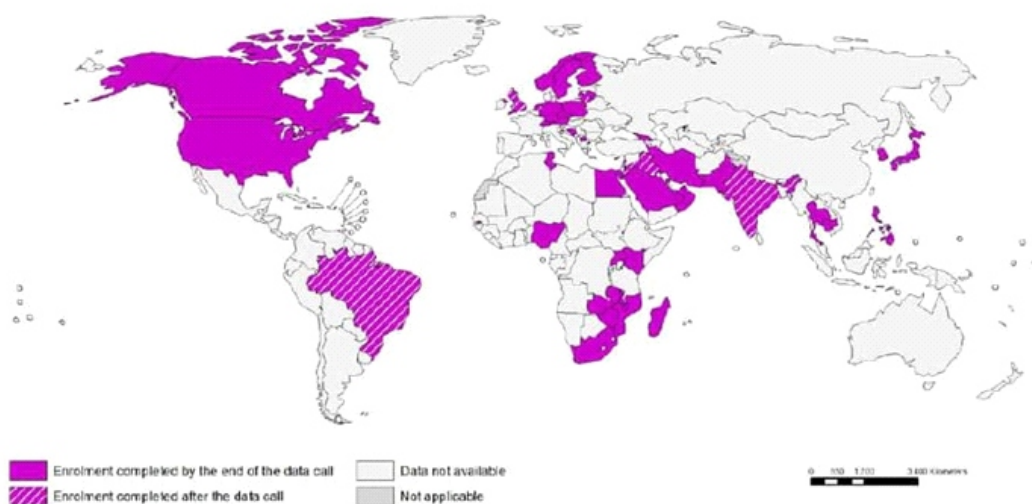 Enrolment completed by the end of the data call
Enrolment completed after the data call
Data not available
Not applicable
0
Kilometers